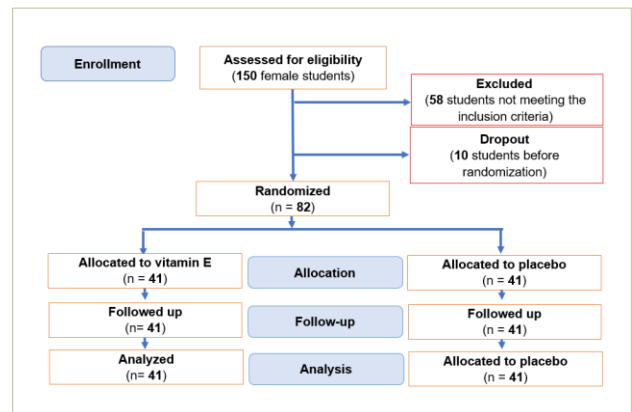 Enrollment
Assessed for eligibility
(150 female students)
Excluded
(58 students not meeting the
inclusion criteria)
Dropout
(10 students before
randomization)
Randomized
(n = 82)
Allocated to vitamin E
(n = 41)
Allocation
Allocated to placebo
(n = 41)
Followed up
(n= 41)
Follow-up
Followed up
(n = 41)
Analyzed
(n= 41)
Analysis
Allocated to placebo
(n = 41)